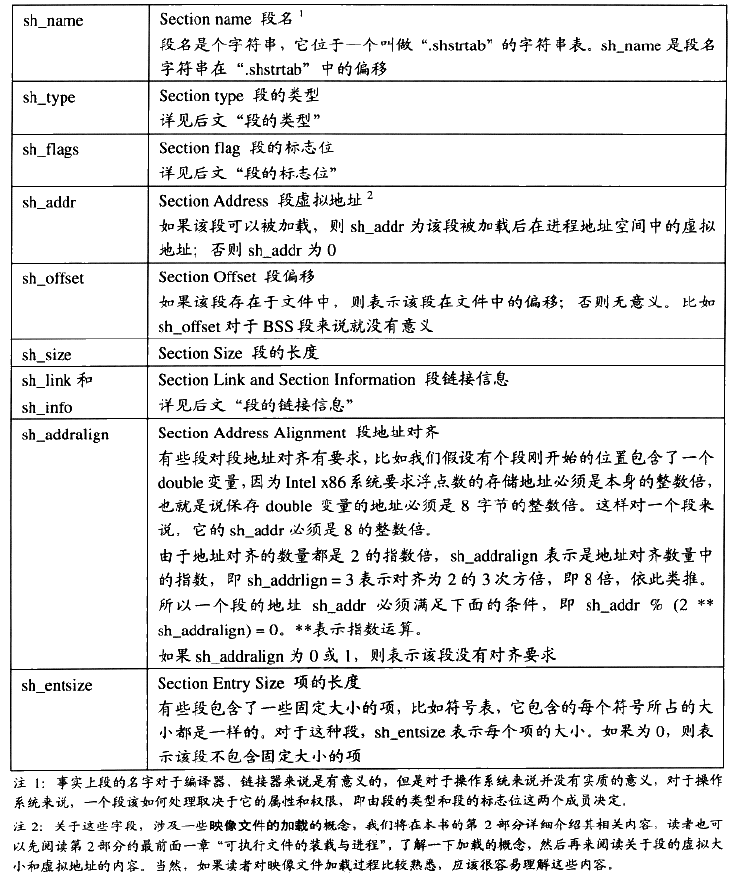 sh_name
Section name 段名 1
段名是个字符串，它位于一个叫做 “.shstrtab” 的字符串表。sh_name 是段名
字符串在 “.shstrtab” 中的偏移
sh_type
Section type 段的类型
详见后文 “段的类型”
sh_flags
Section flag 段的标志位
详见后文 “段的标志位”
sh_addr
Section Address 段虚拟地址 2
如果该段可以被加载，则 sh_addr 为该段被加载后在进程地址空间中的虚拟
地址；否则 sh_addr 为 0
sh_offset
Section Offset 段偏移
如果该段存在于文件中，则表示该段在文件中的偏移；否则无意义。比如
sh_offset 对于 BSS 段来说就没有意义
sh_size
Section Size 段的长度
sh_link 和
sh_info
Section Link and Section Information 段链接信息
详见后文 “段的链接信息”
sh_addralign
Section Address Alignment 段地址对齐
有些段对段地址对齐有要求，比如我们假设有个段刚开始的位置包含了一个
double 变量，因为 Intel x86 系统要求浮点数的存储地址必须是本身的整数倍，
也就是说保存 double 变量的地址必须是 8 字节的整数倍。这样对一个段来
说，它的 sh_addr 必须是 8 的整数倍。
由于地址对齐的数量都是 2 的指数倍，sh_addralign 表示是地址对齐数量中
的指数，即 sh_addrlign = 3 表示对齐为 2 的 3 次方倍，即 8 倍，依此类推。
所以一个段的地址 sh_addr 必须满足下面的条件，即 sh_addr % (2 **
sh_addralign) = 0。**表示指数运算。
如果 sh_addralign 为 0 或 1，则表示该段没有对齐要求
sh_entsize
Section Entry Size 项的长度
有些段包含了一些固定大小的项，比如符号表，它包含的每个符号所占的大
小都是一样的。对于这种段，sh_entsize 表示每个项的大小。如果为 0，则表
示该段不包含固定大小的项
注 1：事实上段的名字对于编译器、链接器来说是有意义的，但是对于操作系统来说并没有实质的意义，对于操作
系统来说，一个段该如何处理取决于它的属性和权限，即由段的类型和段的标志位这两个成员决定。
注 2：关于这些字段，涉及一些映像文件的加载的概念，我们将在本书的第 2 部分详细介绍其相关内容，读者也可
以先阅读第 2 部分的最前面一章 “可执行文件的装载与进程”，了解一下加载的概念，然后再来阅读关于段的虚拟大
小和虚拟地址的内容。当然，如果读者对映像文件加载过程比较熟悉，应该很容易理解这些内容。